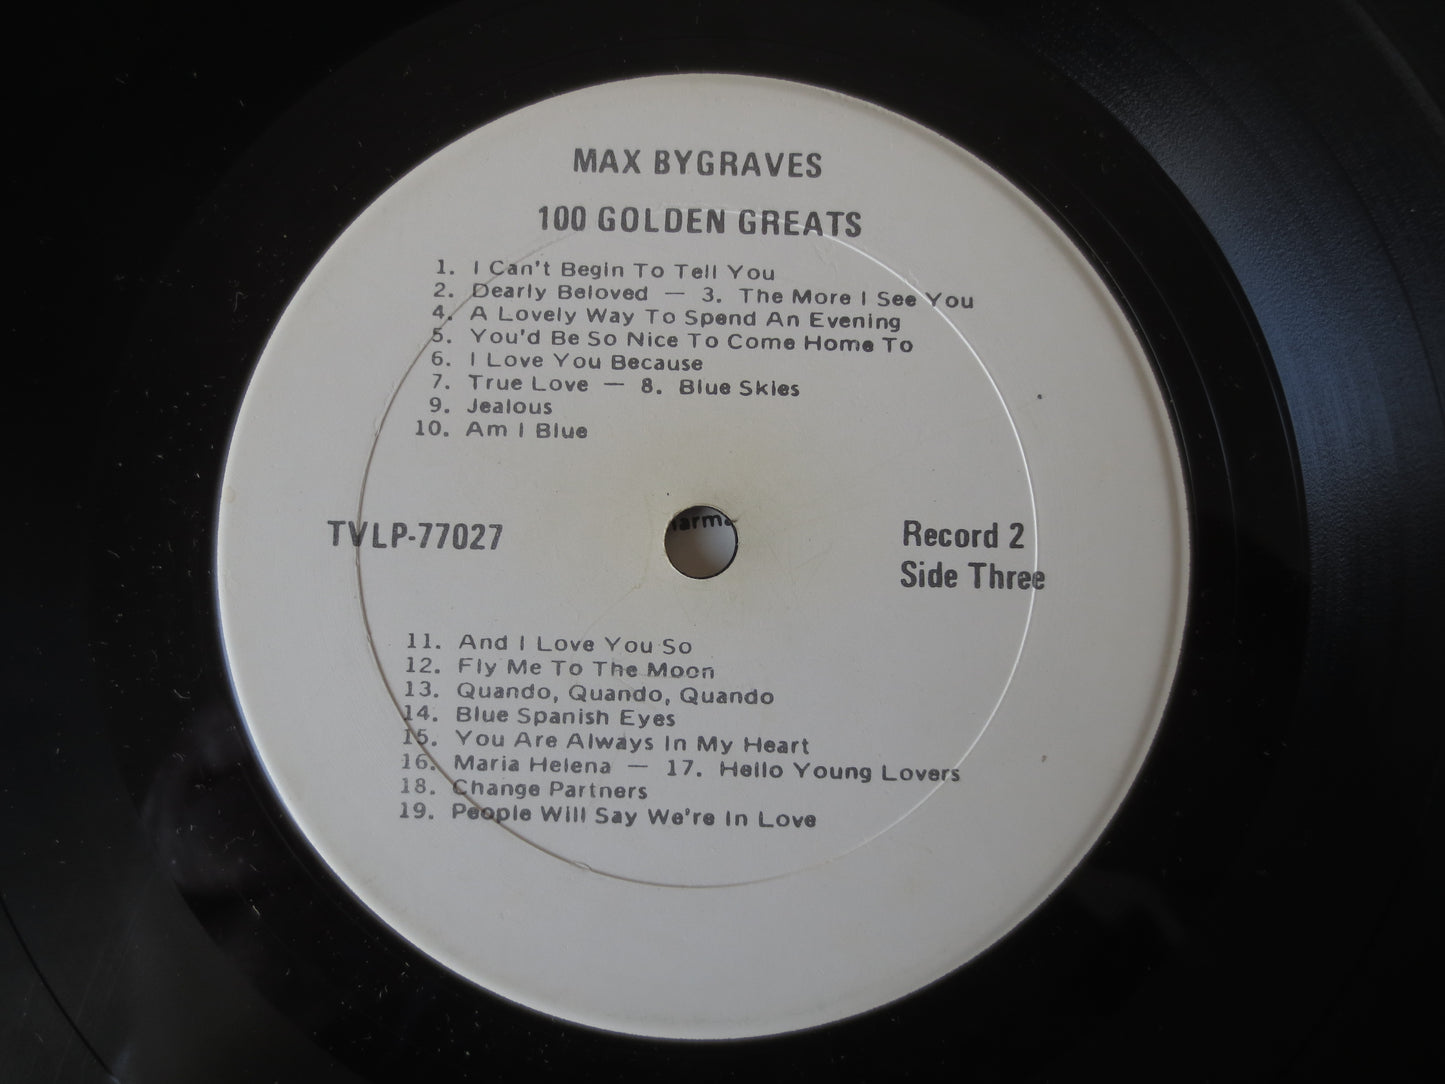 MAX BYGRAVES
100 GOLDEN GREATS
1. I Can't Begin To Tell You
2. Dearly Beloved — 3. The More I See You
4. A Lovely Way To Spend An Evening
5. You'd Be So Nice To Come Home To
6. I Love You Because
7. True Love — 8. Blue Skies
9. Jealous
10. Am I Blue
TVLP-77027
Record 2
Side Three
11. And I Love You So
12. Fly Me To The Moon
13. Quando, Quando, Quando
14. Blue Spanish Eyes
15. You Are Always In My Heart
16. Maria Helena — 17. Hello Young Lovers
18. Change Partners
19. People Will Say We're In Love